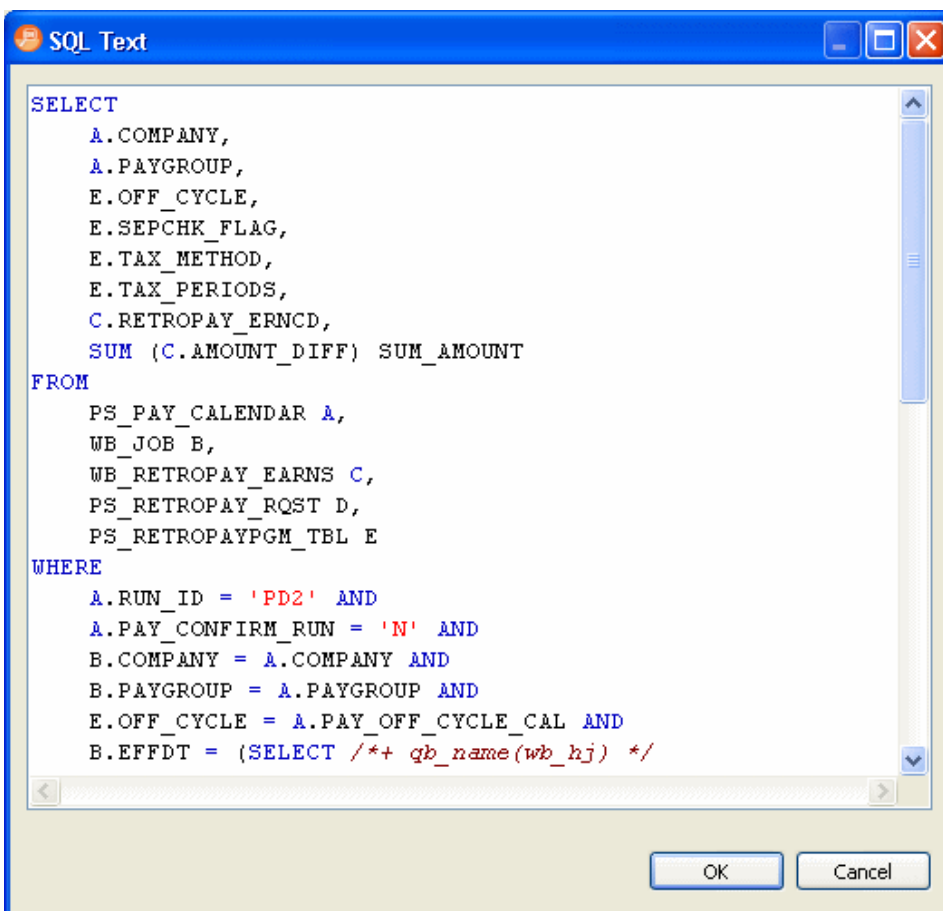 SQL Text
SELECT
A.COMPANY,
A.PAYGROUP,
E.OFF_CYCLE,
E.SEPCHK_FLAG,
E.TAX_METHOD,
E.TAX_PERIODS,
C.RETROPAY_ERNCD,
SUM (C.AMOUNT_DIFF) SUM_AMOUNT
FROM
PS_PAY_CALENDAR A,
WB_JOB B,
WB_RETROPAY_EARNS C,
PS_RETROPAY_RQST D,
PS_RETROPAYPGM_TBL E
WHERE
A.RUN_ID = 'PD2' AND
A.PAY_CONFIRM_RUN = 'N' AND
B.COMPANY = A.COMPANY AND
B.PAYGROUP = A.PAYGROUP AND
E.OFF_CYCLE = A.PAY_OFF_CYCLE_CAL AND
B.EFFDT = (SELECT /*+ qb_name(wb_hj) */
OK Cancel